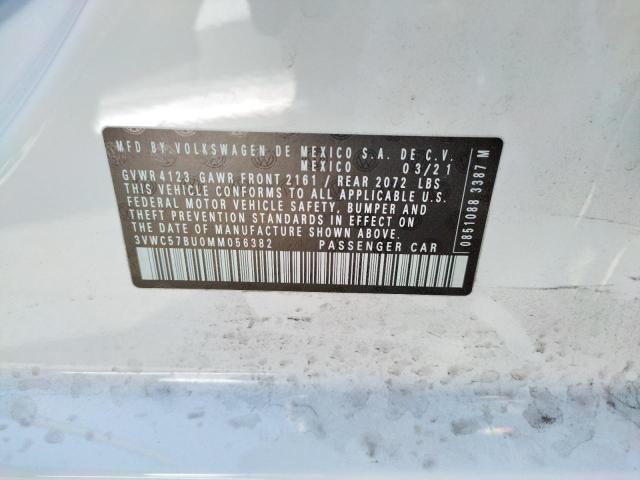 MFD BY VOLKSWAGEN DE MEXICO S.A. DE C.V.
MEXICO 03/21
GVWR 4123, GAWR FRONT 2161 / REAR 2072 LBS
THIS VEHICLE CONFORMS TO ALL APPLICABLE U.S.
FEDERAL MOTOR VEHICLE SAFETY, BUMPER AND
THEFT PREVENTION STANDARDS IN EFFECT ON
THE DATE OF MANUFACTURE SHOWN ABOVE.
3VWC57BU0MM056382 PASSENGER CAR
0851088 3387 M